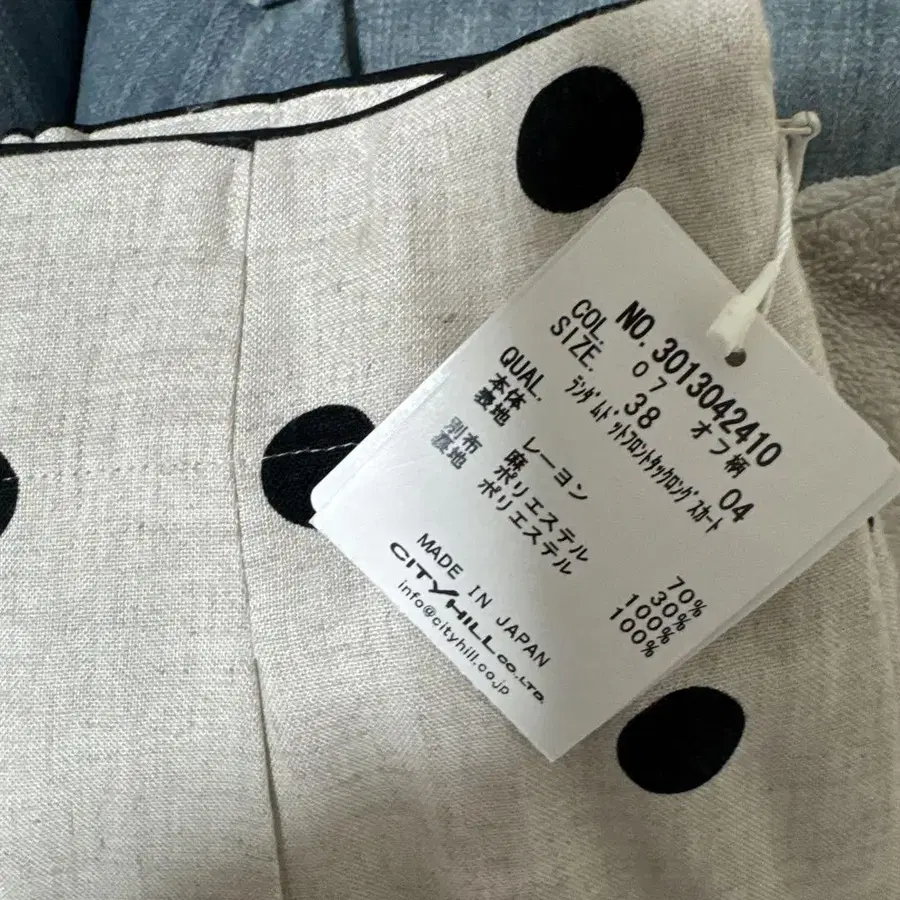 NO. 3013042410
COL. 07 オフ柄 04
SIZE. 38
ﾗﾝﾀﾞﾑﾄﾞｯﾄﾌﾛﾝﾄﾀｯｸﾛﾝｸﾞｽｶｰﾄ
QUAL.
本体 レーヨン 70%
表地 麻 30%
別布 ポリエステル 100%
裏地 ポリエステル 100%
MADE IN JAPAN
CITY HILL CO.,LTD.
info@cityhill.co.jp